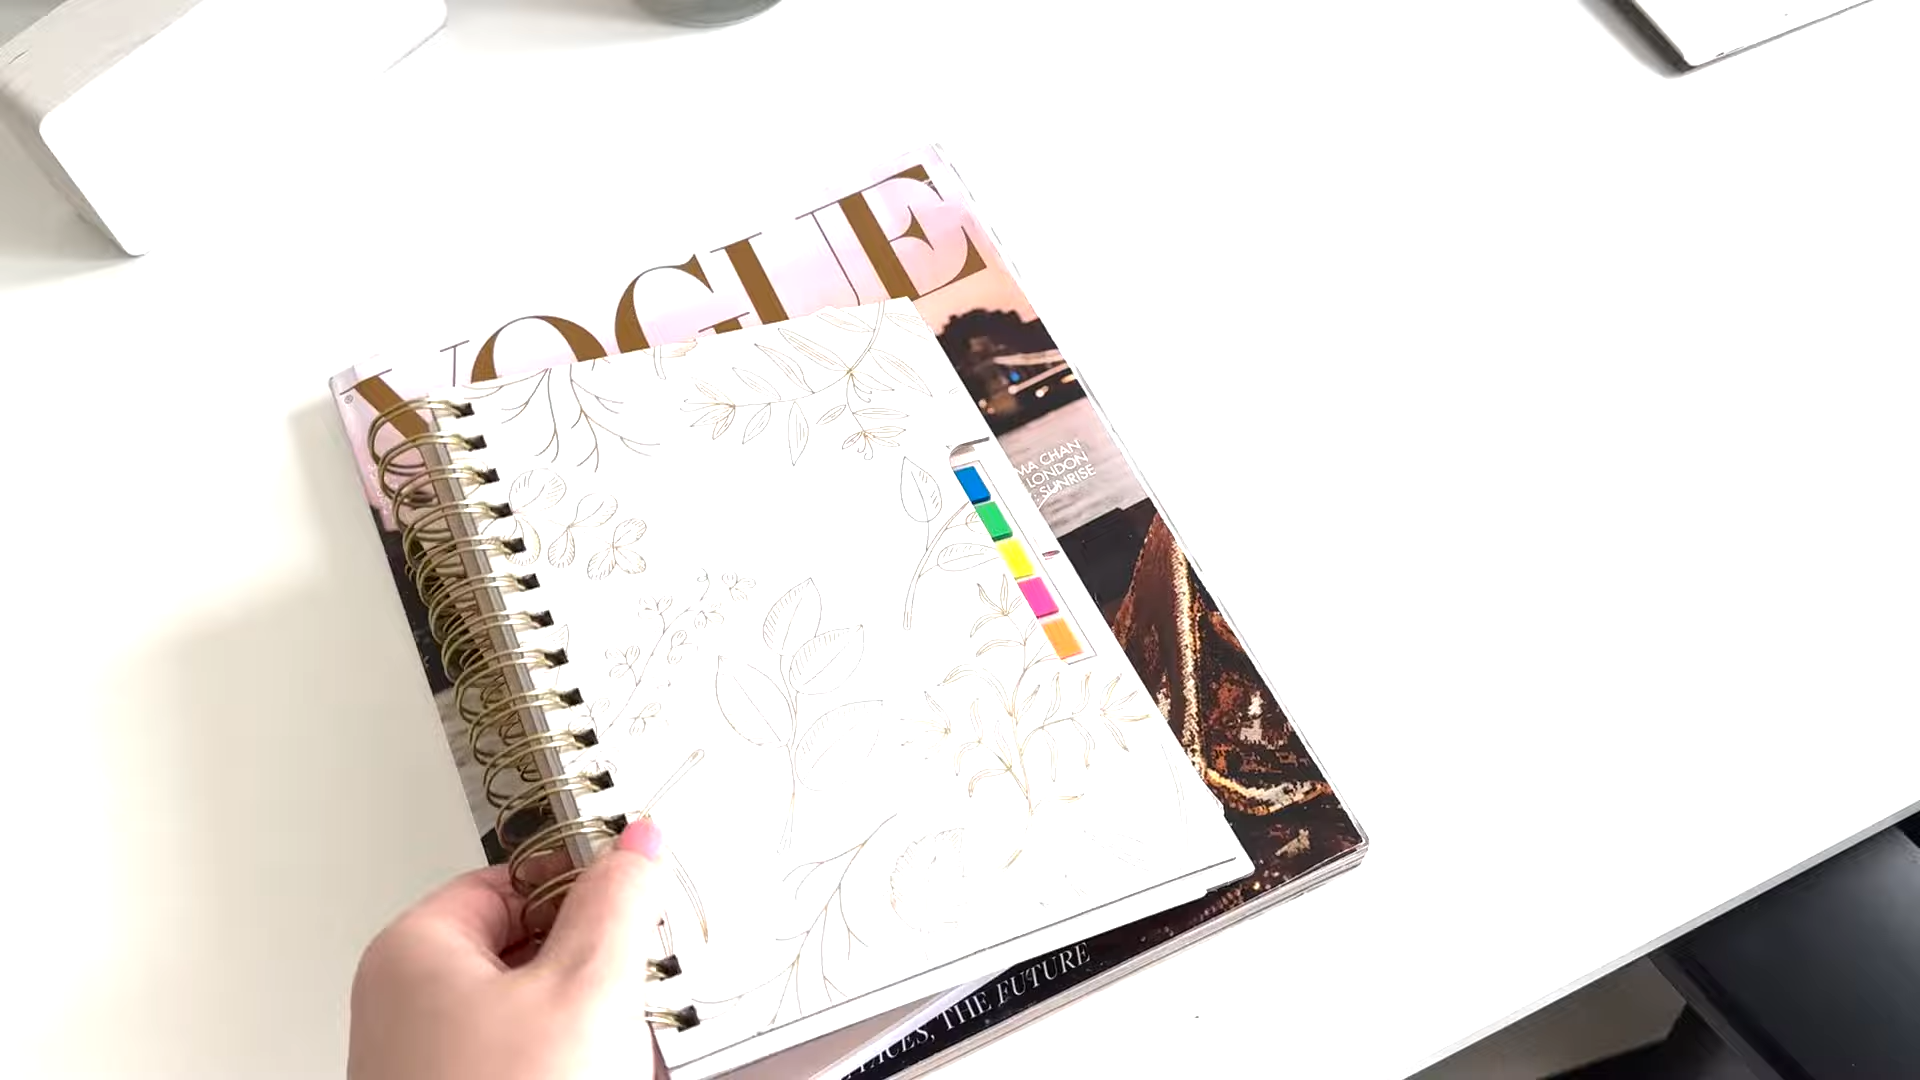 VOGUE
MA CHAN
LONDON
SUNRISE
THE FUTURE